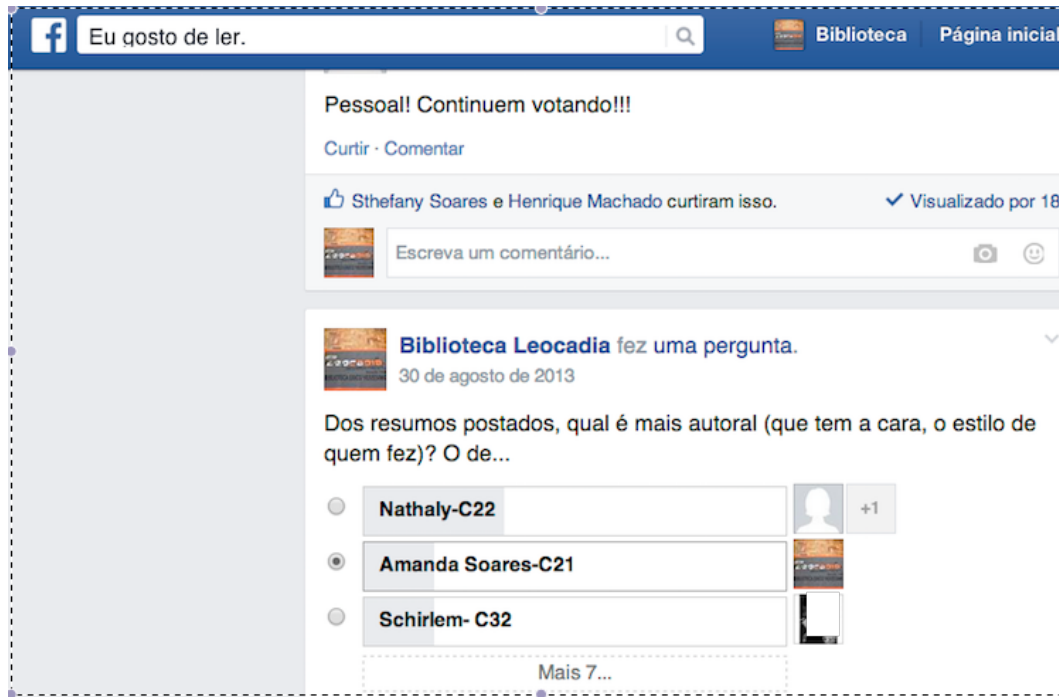 f Eu gosto de ler. Biblioteca Página inicial
Pessoal! Continuem votando!!!
Curtir · Comentar
Sthefany Soares e Henrique Machado curtiram isso. Visualizado por 18
Escreva um comentário...
Biblioteca Leocadia fez uma pergunta.
30 de agosto de 2013
Dos resumos postados, qual é mais autoral (que tem a cara, o estilo de
quem fez)? O de...
Nathaly-C22 +1
Amanda Soares-C21
Schirlem- C32
Mais 7...